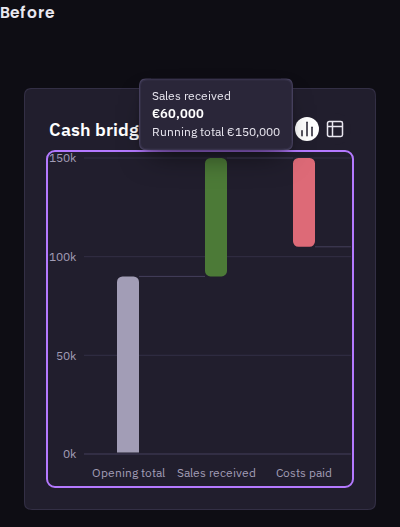 Before
Sales received
€60,000
Running total €150,000
Cash bridg
150k
100k
50k
0k
Opening total
Sales received
Costs paid